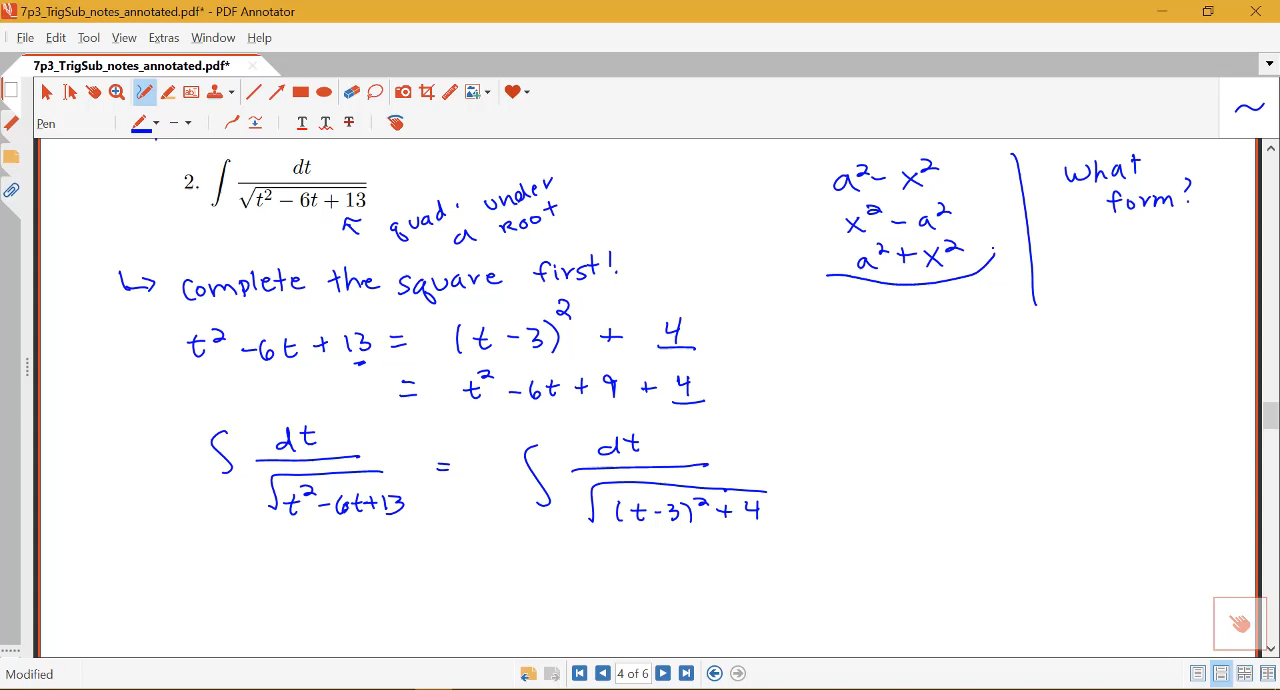 7p3_TrigSub_notes_annotated.pdf* - PDF Annotator
File Edit Tool View Extras Window Help
7p3_TrigSub_notes_annotated.pdf*
Pen
2. ∫ dt / √(t² − 6t + 13)
↖ quad. under
a root
a² − x²
x² − a²
a² + x²
What
form?
↳ Complete the square first!
t² − 6t + 13 = (t − 3)² + 4
= t² − 6t + 9 + 4
∫ dt / √(t² − 6t + 13) = ∫ dt / √((t − 3)² + 4)
Modified
4 of 6